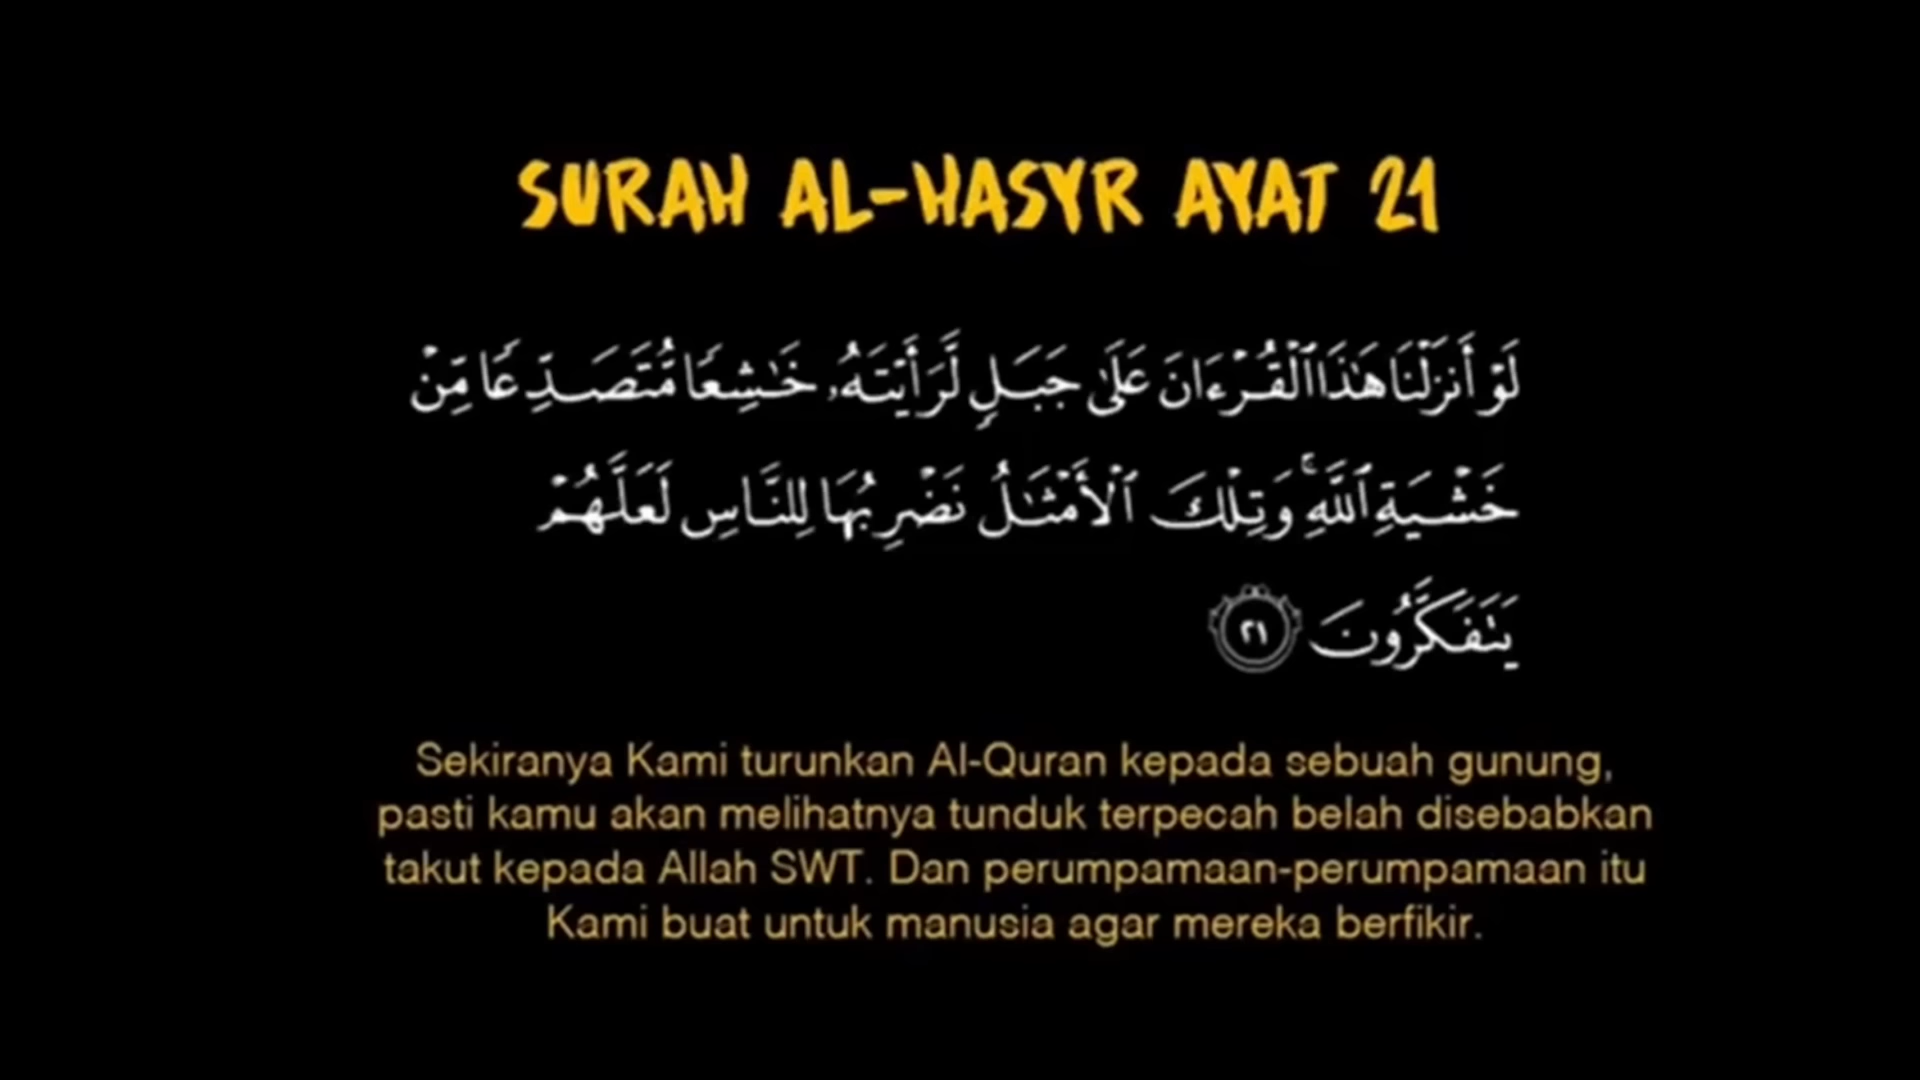 SURAH AL-HASYR AYAT 21
لَوْ أَنزَلْنَا هَٰذَا ٱلْقُرْءَانَ عَلَىٰ جَبَلٍ لَّرَأَيْتَهُۥ خَٰشِعًا مُّتَصَدِّعًا مِّنْ
خَشْيَةِ ٱللَّهِ ۚ وَتِلْكَ ٱلْأَمْثَٰلُ نَضْرِبُهَا لِلنَّاسِ لَعَلَّهُمْ
يَتَفَكَّرُونَ ٢١
Sekiranya Kami turunkan Al-Quran kepada sebuah gunung,
pasti kamu akan melihatnya tunduk terpecah belah disebabkan
takut kepada Allah SWT. Dan perumpamaan-perumpamaan itu
Kami buat untuk manusia agar mereka berfikir.